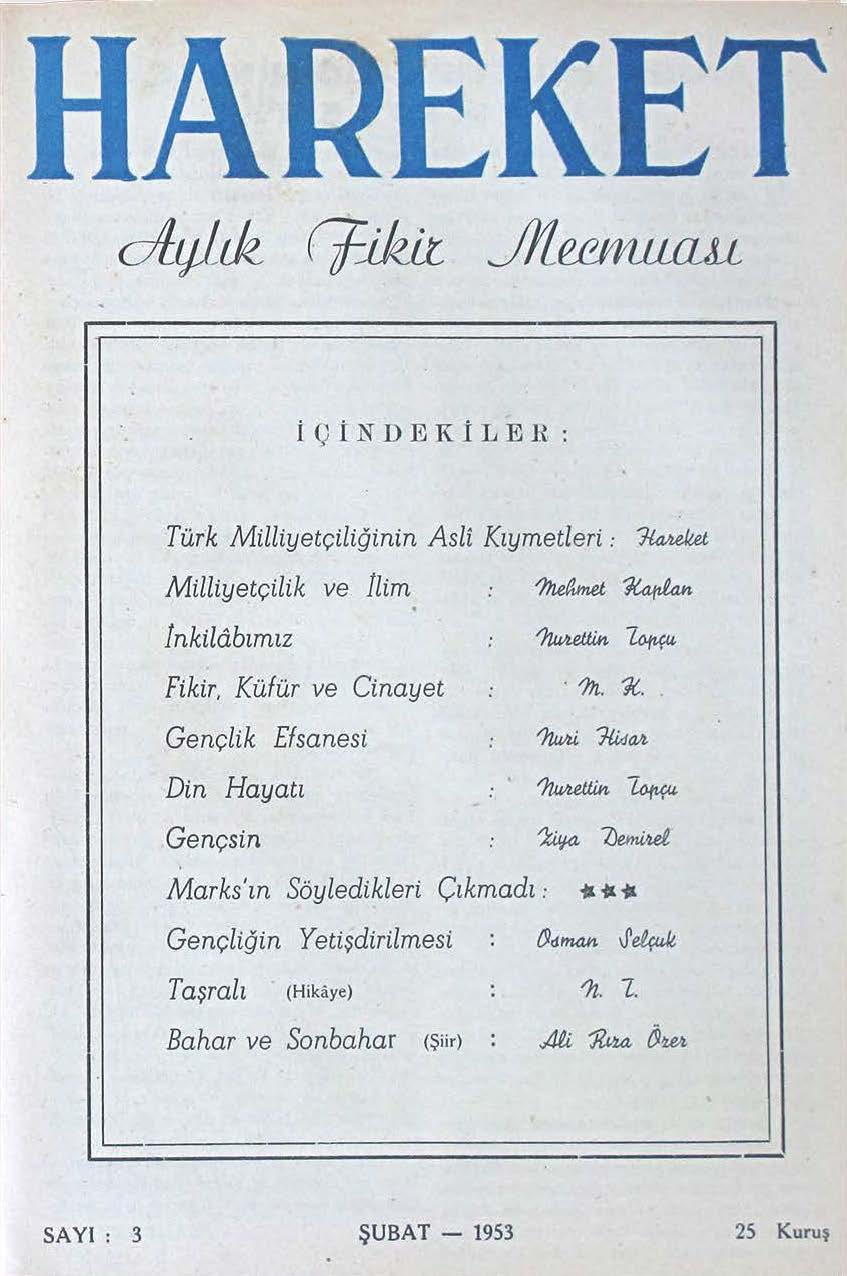 HAREKET
Aylık Fikir Mecmuası
İÇİNDEKİLER :
Türk Milliyetçiliğinin Aslî Kıymetleri : Hareket
Milliyetçilik ve İlim : Mehmet Kaplan
İnkilâbımız : Nurettin Topçu
Fikir, Küfür ve Cinayet : M. K.
Gençlik Efsanesi : Nuri Hisar
Din Hayatı : Nurettin Topçu
Gençsin : Ziya Demirel
Marks'ın Söyledikleri Çıkmadı : ***
Gençliğin Yetişdirilmesi : Osman Selçuk
Taşralı (Hikâye) : N. T.
Bahar ve Sonbahar (Şiir) : Ali Rıza Özer
SAYI : 3 ŞUBAT — 1953 25 Kuruş